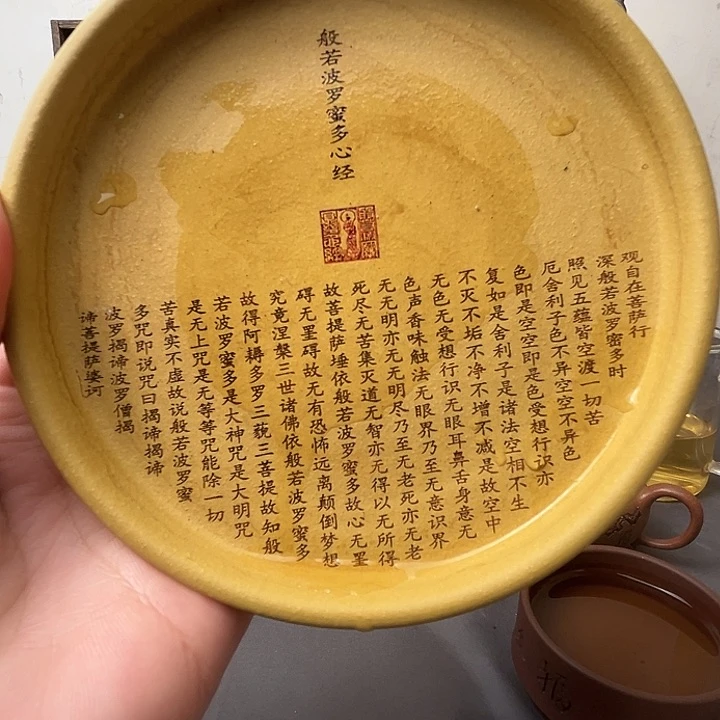 般若波罗蜜多心经
观自在菩萨行
深般若波罗蜜多时
照见五蕴皆空渡一切苦
厄舍利子色不异空空不异色
色即是空空即是色受想行识亦
复如是舍利子是诸法空相不生
不灭不垢不净不增不减是故空中
无色无受想行识无眼耳鼻舌身意无
色声香味触法无眼界乃至无意识界
无无明亦无无明尽乃至无老死亦无老
死尽无苦集灭道无智亦无得以无所得
故菩提萨埵依般若波罗蜜多故心无罣
碍无罣碍故无有恐怖远离颠倒梦想
究竟涅槃三世诸佛依般若波罗蜜多
故得阿耨多罗三藐三菩提故知般
若波罗蜜多是大神咒是大明咒
是无上咒是无等等咒能除一切
苦真实不虚故说般若波罗蜜
多咒即说咒曰揭谛揭谛
波罗揭谛波罗僧揭
谛菩提萨婆诃
福